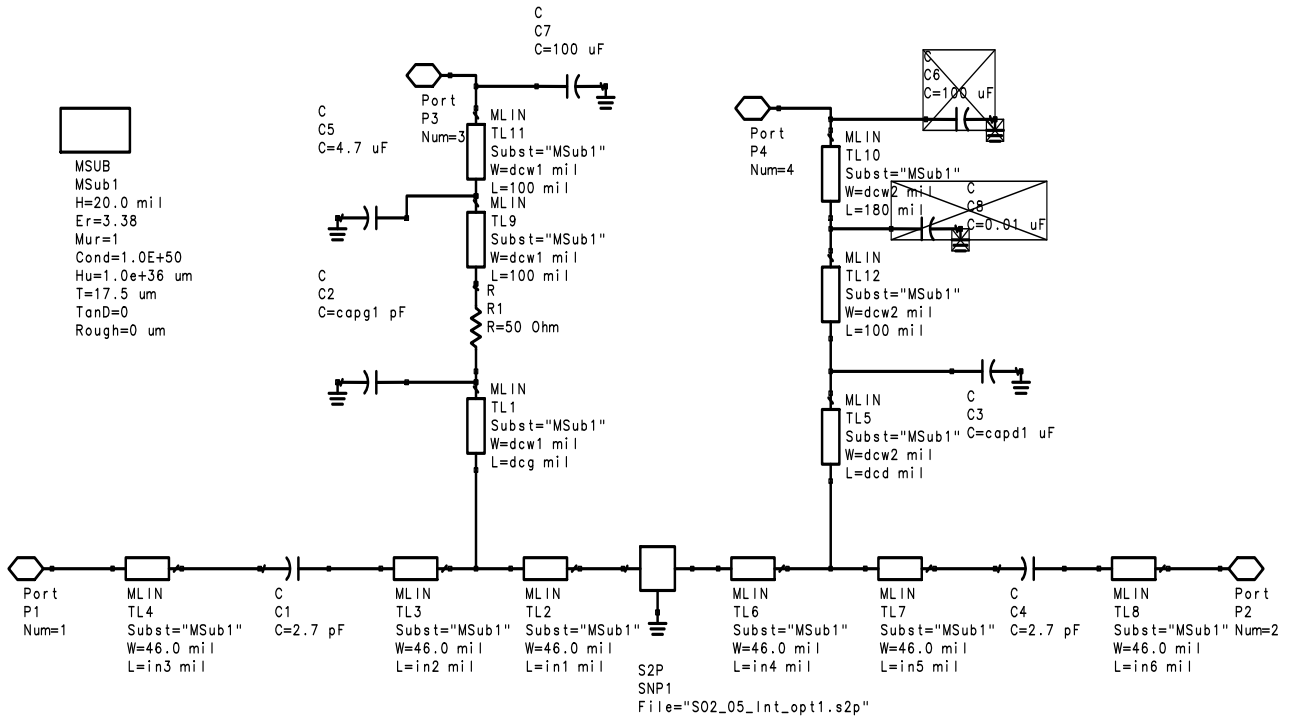 C
C7
C=100 uF
Port
P3
Num=3
C
C5
C=4.7 uF
MLIN
TL11
Subst="MSub1"
W=dcw1 mil
L=100 mil
MSUB
MSub1
H=20.0 mil
Er=3.38
Mur=1
Cond=1.0E+50
Hu=1.0e+36 um
T=17.5 um
TanD=0
Rough=0 um
MLIN
TL9
Subst="MSub1"
W=dcw1 mil
L=100 mil
C
C2
C=capg1 pF
R
R1
R=50 Ohm
MLIN
TL1
Subst="MSub1"
W=dcw1 mil
L=dcg mil
C
C6
C=100 uF
Port
P4
Num=4
MLIN
TL10
Subst="MSub1"
W=dcw2 mil
L=180 mil
C
C8
C=0.01 uF
MLIN
TL12
Subst="MSub1"
W=dcw2 mil
L=100 mil
MLIN
TL5
Subst="MSub1"
W=dcw2 mil
L=dcd mil
C
C3
C=capd1 uF
Port
P1
Num=1
MLIN
TL4
Subst="MSub1"
W=46.0 mil
L=in3 mil
C
C1
C=2.7 pF
MLIN
TL3
Subst="MSub1"
W=46.0 mil
L=in2 mil
MLIN
TL2
Subst="MSub1"
W=46.0 mil
L=in1 mil
S2P
SNP1
File="S02_05_Int_opt1.s2p"
MLIN
TL6
Subst="MSub1"
W=46.0 mil
L=in4 mil
MLIN
TL7
Subst="MSub1"
W=46.0 mil
L=in5 mil
C
C4
C=2.7 pF
MLIN
TL8
Subst="MSub1"
W=46.0 mil
L=in6 mil
Port
P2
Num=2